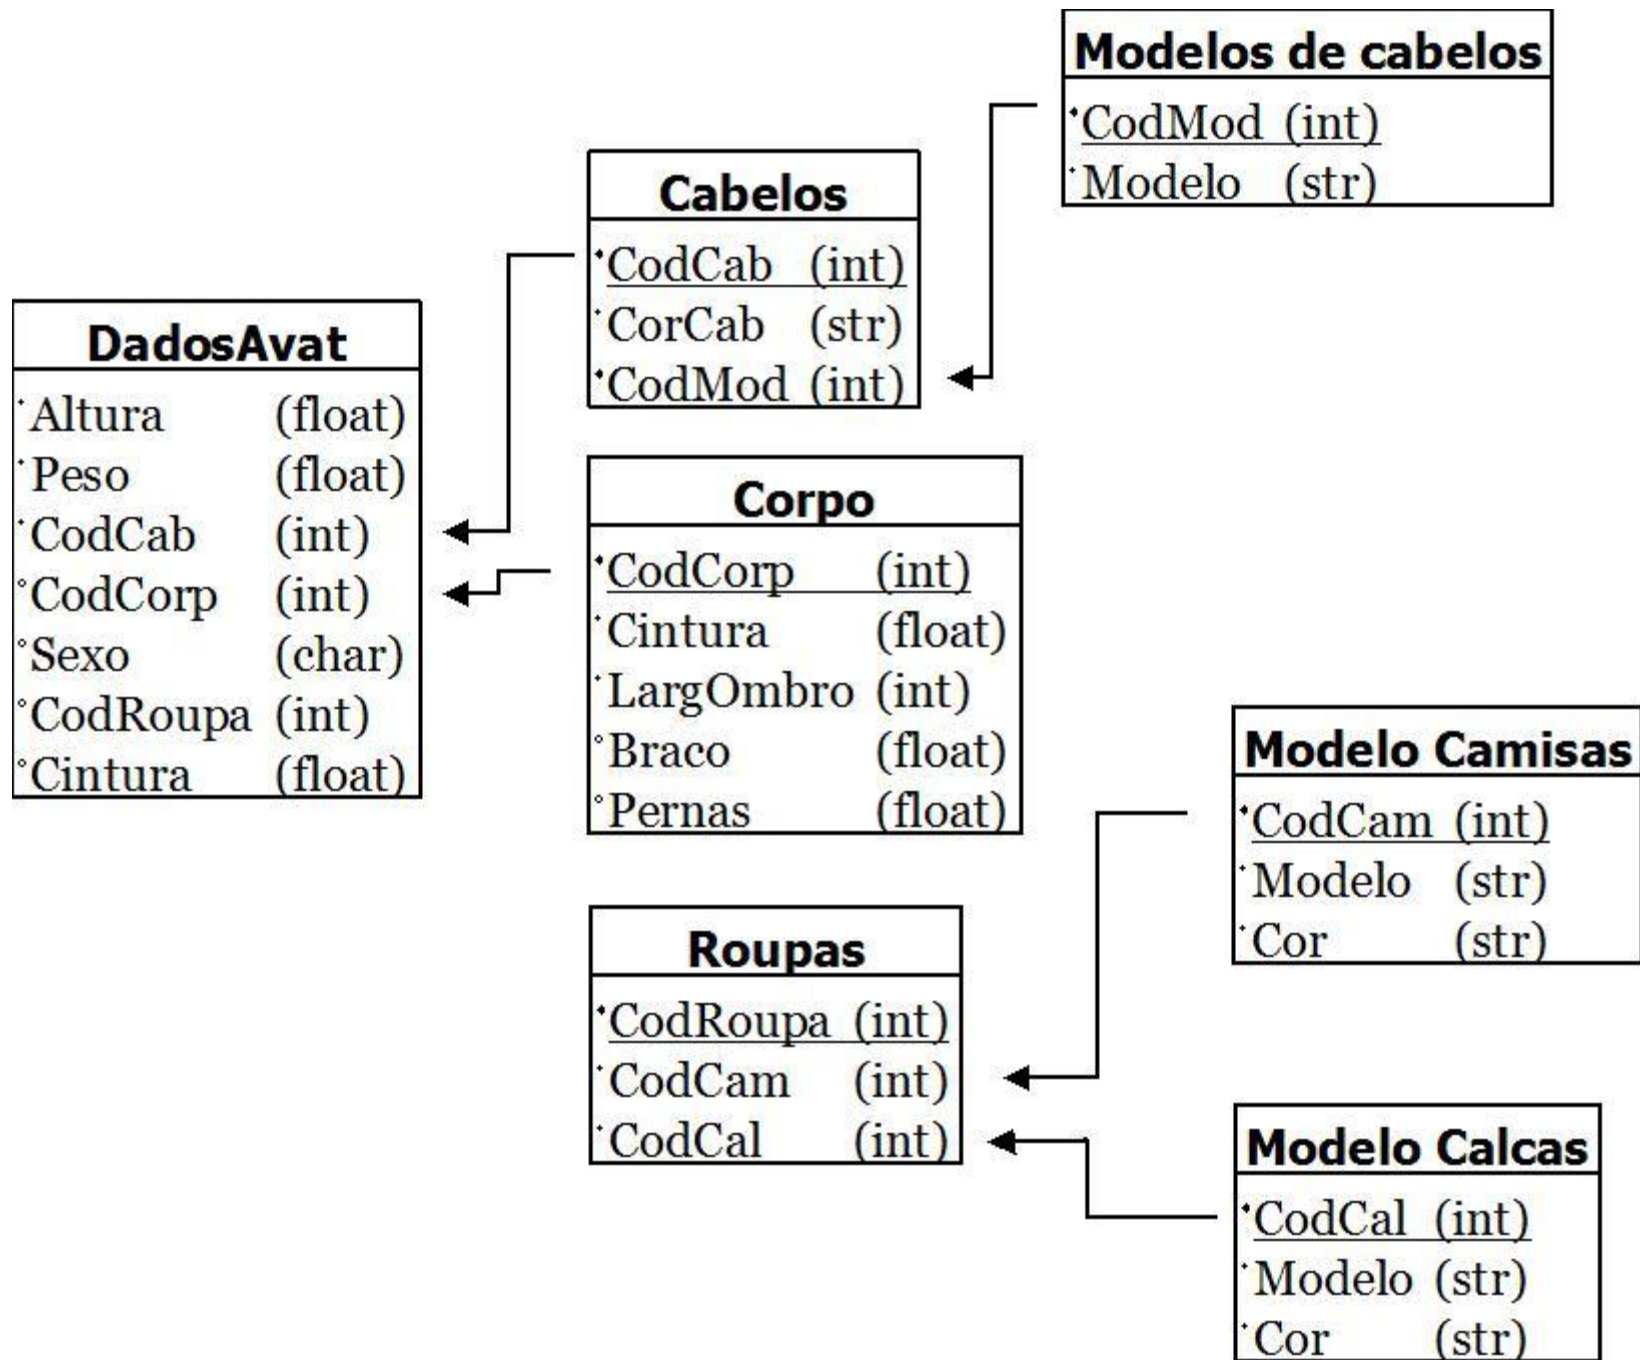 Modelos de cabelos
CodMod (int)
Modelo (str)
Cabelos
CodCab (int)
CorCab (str)
CodMod (int)
DadosAvat
Altura (float)
Peso (float)
CodCab (int)
CodCorp (int)
Sexo (char)
CodRoupa (int)
Cintura (float)
Corpo
CodCorp (int)
Cintura (float)
LargOmbro (int)
Braco (float)
Pernas (float)
Modelo Camisas
CodCam (int)
Modelo (str)
Cor (str)
Roupas
CodRoupa (int)
CodCam (int)
CodCal (int)
Modelo Calcas
CodCal (int)
Modelo (str)
Cor (str)